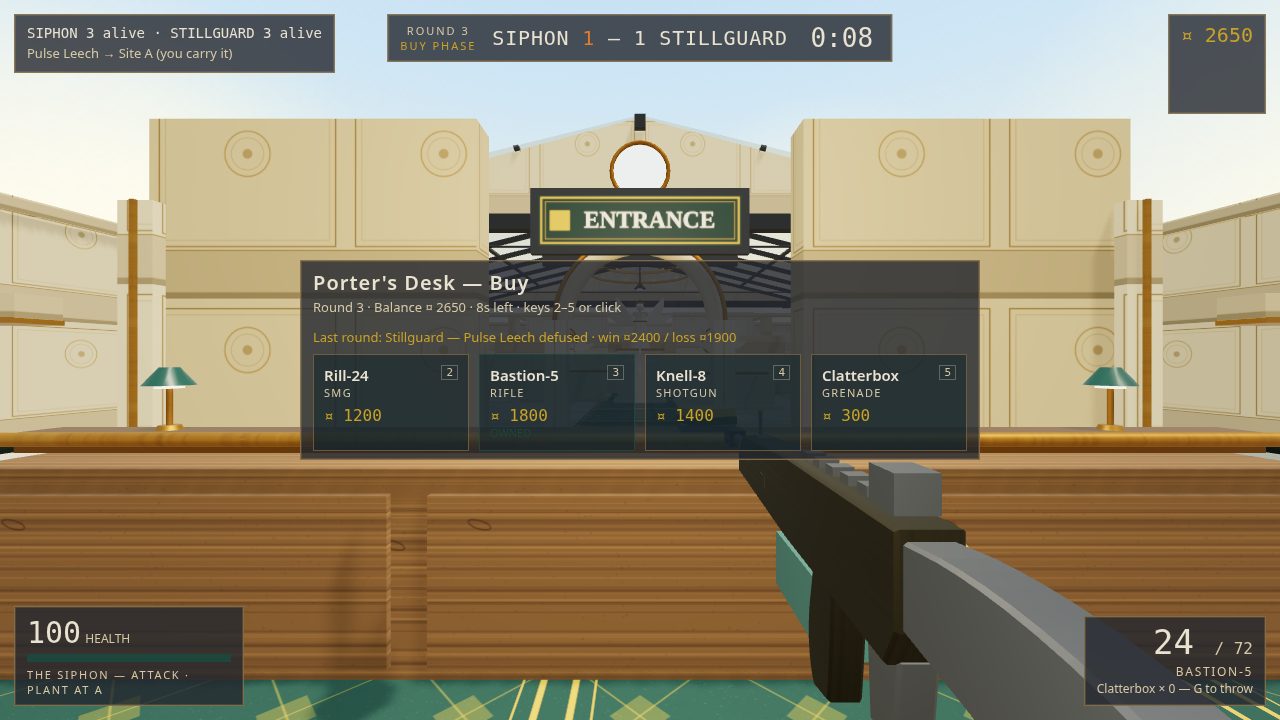 SIPHON 3 alive · STILLGUARD 3 alive
Pulse Leech → Site A (you carry it)
ROUND 3
BUY PHASE
SIPHON 1 — 1 STILLGUARD 0:08
¤ 2650
ENTRANCE
Porter's Desk — Buy
Round 3 · Balance ¤ 2650 · 8s left · keys 2–5 or click
Last round: Stillguard — Pulse Leech defused · win ¤2400 / loss ¤1900
Rill-24 2
SMG
¤ 1200
Bastion-5 3
RIFLE
¤ 1800
OWNED
Knell-8 4
SHOTGUN
¤ 1400
Clatterbox 5
GRENADE
¤ 300
100 HEALTH
THE SIPHON — ATTACK ·
PLANT AT A
24 / 72
BASTION-5
Clatterbox × 0 — G to throw